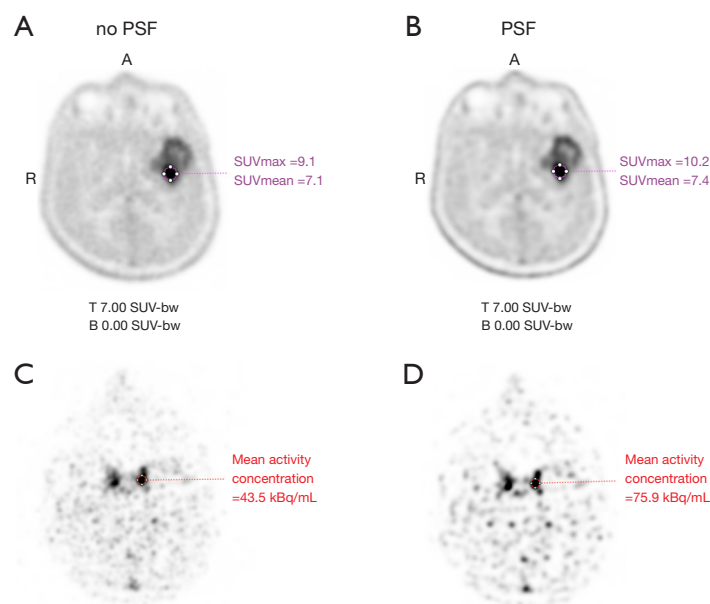 A
no PSF
A
R
SUVmax =9.1
SUVmean =7.1
T 7.00 SUV-bw
B 0.00 SUV-bw
B
PSF
A
R
SUVmax =10.2
SUVmean =7.4
T 7.00 SUV-bw
B 0.00 SUV-bw
C
Mean activity
concentration
=43.5 kBq/mL
D
Mean activity
concentration
=75.9 kBq/mL